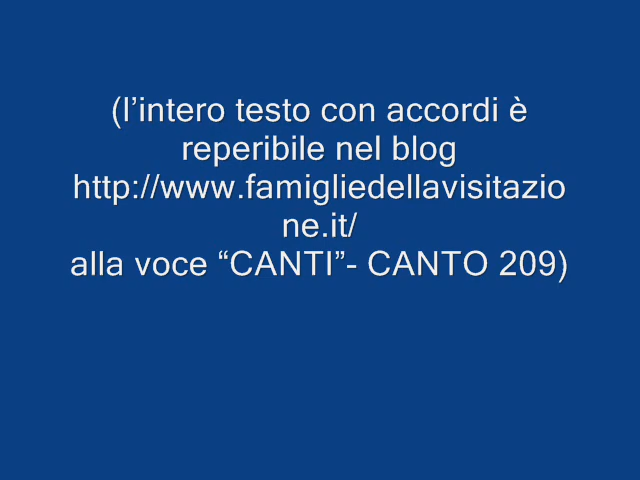 (l’intero testo con accordi è
reperibile nel blog
http://www.famigliedellavisitazio
ne.it/
alla voce “CANTI”- CANTO 209)